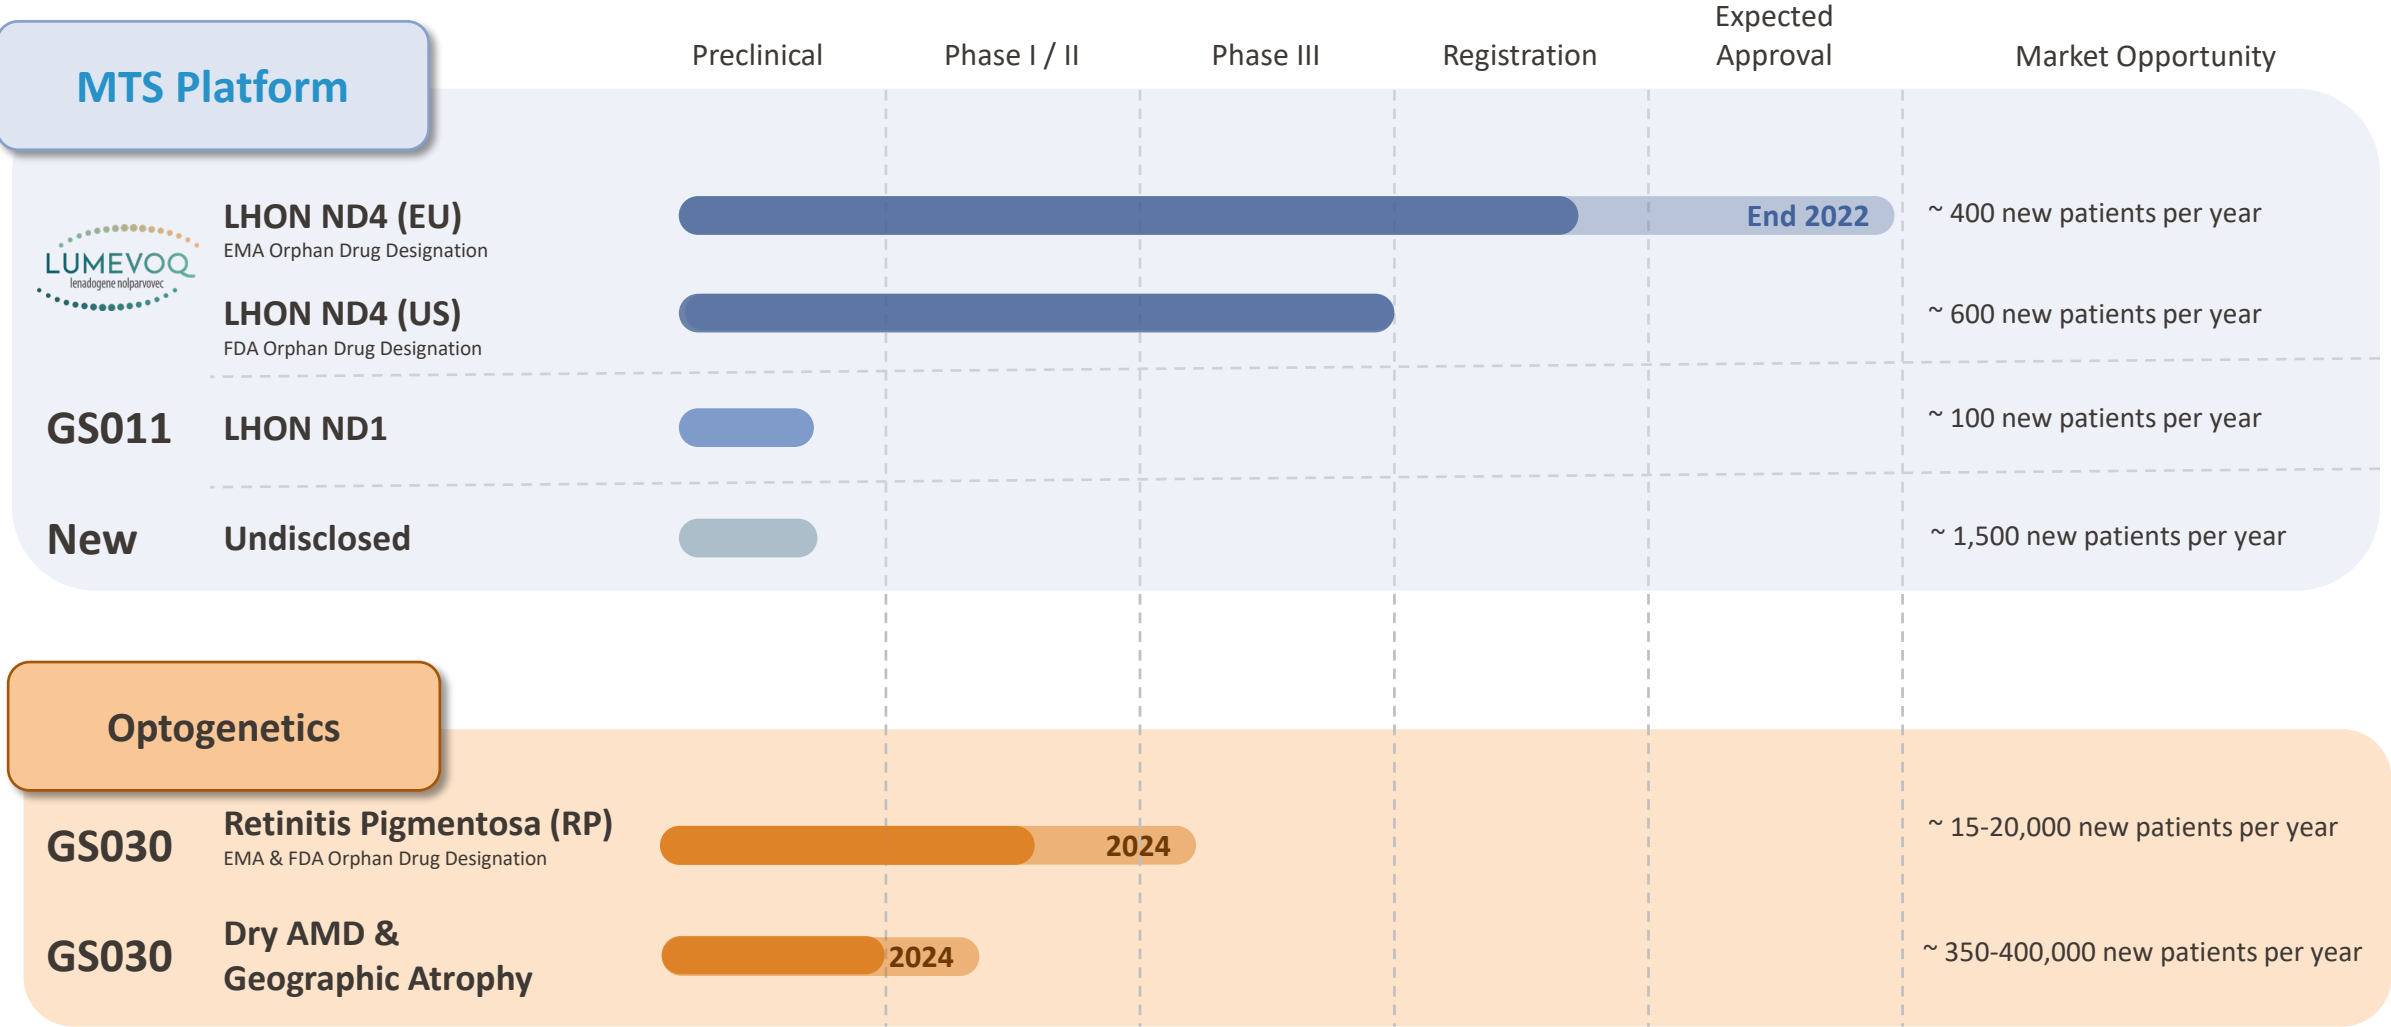 Expected
Preclinical Phase I / II Phase III Registration Approval Market Opportunity
MTS Platform
LHON ND4 (EU) End 2022 ~ 400 new patients per year
EMA Orphan Drug Designation
LUMEVOQ
lenadogene nolparvovec
LHON ND4 (US) ~ 600 new patients per year
FDA Orphan Drug Designation
GS011 LHON ND1 ~ 100 new patients per year
New Undisclosed ~ 1,500 new patients per year
Optogenetics
GS030 Retinitis Pigmentosa (RP) 2024 ~ 15-20,000 new patients per year
EMA & FDA Orphan Drug Designation
GS030 Dry AMD & 2024 ~ 350-400,000 new patients per year
Geographic Atrophy